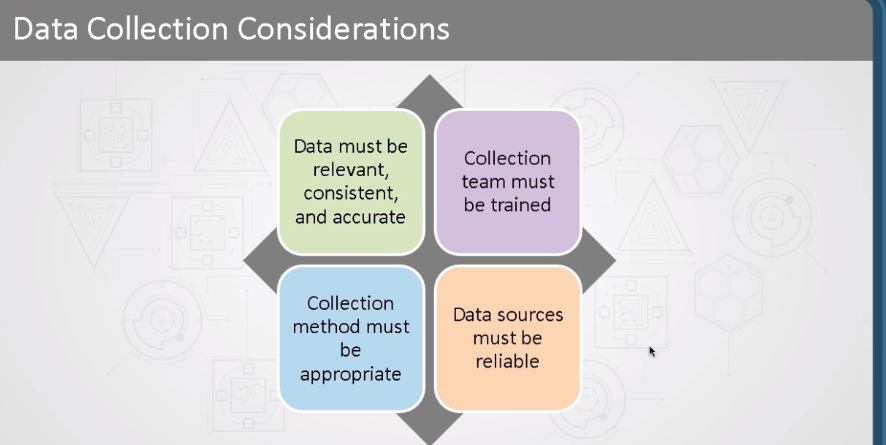 Data Collection Considerations
Data must be
relevant,
consistent,
and accurate
Collection
team must
be trained
Collection
method must
be
appropriate
Data sources
must be
reliable